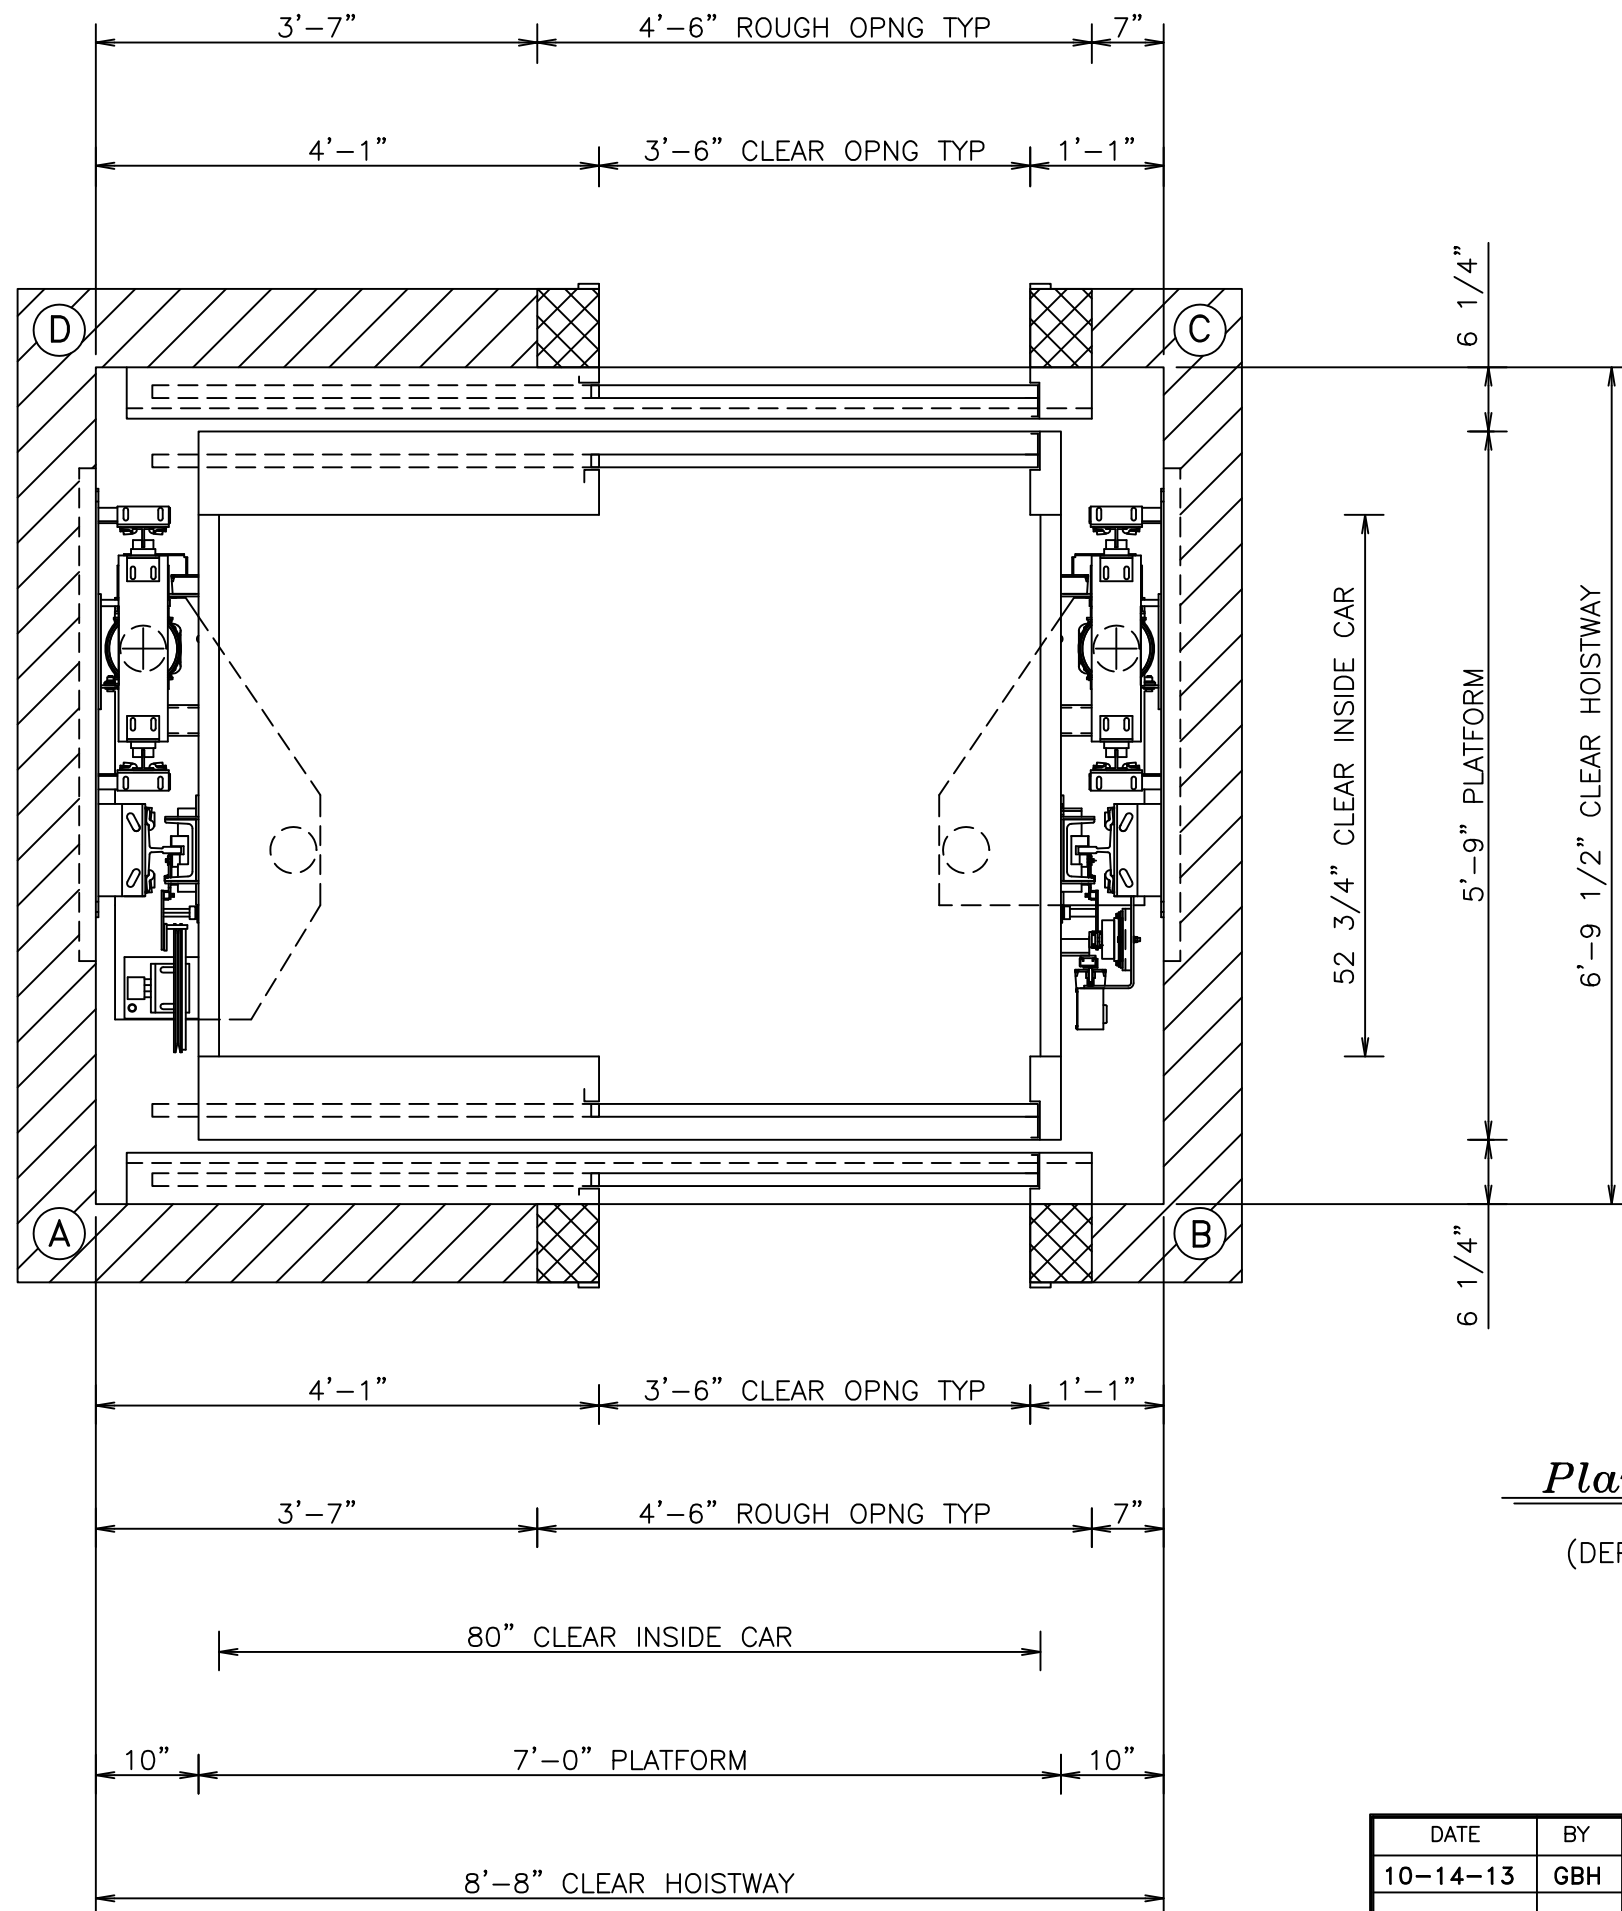 3'-7" 4'-6" ROUGH OPNG TYP 7"
4'-1" 3'-6" CLEAR OPNG TYP 1'-1"
6 1/4"
D
C
52 3/4" CLEAR INSIDE CAR
5'-9" PLATFORM
6'-9 1/2" CLEAR HOISTWAY
A
B
6 1/4"
4'-1" 3'-6" CLEAR OPNG TYP 1'-1"
3'-7" 4'-6" ROUGH OPNG TYP 7"
80" CLEAR INSIDE CAR
10" 7'-0" PLATFORM 10"
8'-8" CLEAR HOISTWAY
DATE BY
10-14-13 GBH